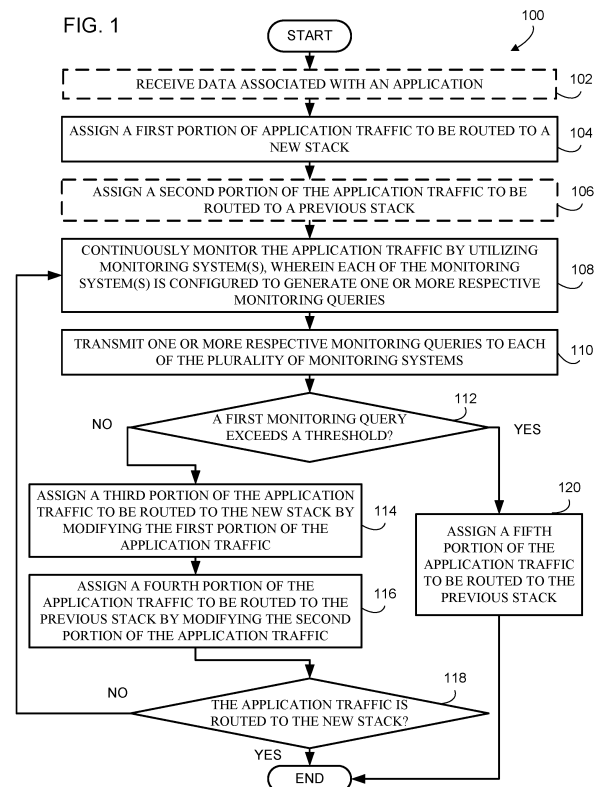 FIG. 1
100
START
RECEIVE DATA ASSOCIATED WITH AN APPLICATION
102
ASSIGN A FIRST PORTION OF APPLICATION TRAFFIC TO BE ROUTED TO A
NEW STACK
104
ASSIGN A SECOND PORTION OF THE APPLICATION TRAFFIC TO BE
ROUTED TO A PREVIOUS STACK
106
CONTINUOUSLY MONITOR THE APPLICATION TRAFFIC BY UTILIZING
MONITORING SYSTEM(S), WHEREIN EACH OF THE MONITORING
SYSTEM(S) IS CONFIGURED TO GENERATE ONE OR MORE RESPECTIVE
MONITORING QUERIES
108
TRANSMIT ONE OR MORE RESPECTIVE MONITORING QUERIES TO EACH
OF THE PLURALITY OF MONITORING SYSTEMS
110
112
A FIRST MONITORING QUERY
EXCEEDS A THRESHOLD?
NO
YES
ASSIGN A THIRD PORTION OF THE APPLICATION
TRAFFIC TO BE ROUTED TO THE NEW STACK BY
MODIFYING THE FIRST PORTION OF THE
APPLICATION TRAFFIC
114
ASSIGN A FOURTH PORTION OF THE
APPLICATION TRAFFIC TO BE ROUTED TO THE
PREVIOUS STACK BY MODIFYING THE SECOND
PORTION OF THE APPLICATION TRAFFIC
116
120
ASSIGN A FIFTH
PORTION OF THE
APPLICATION TRAFFIC
TO BE ROUTED TO THE
PREVIOUS STACK
118
THE APPLICATION TRAFFIC IS
ROUTED TO THE NEW STACK?
NO
YES
END